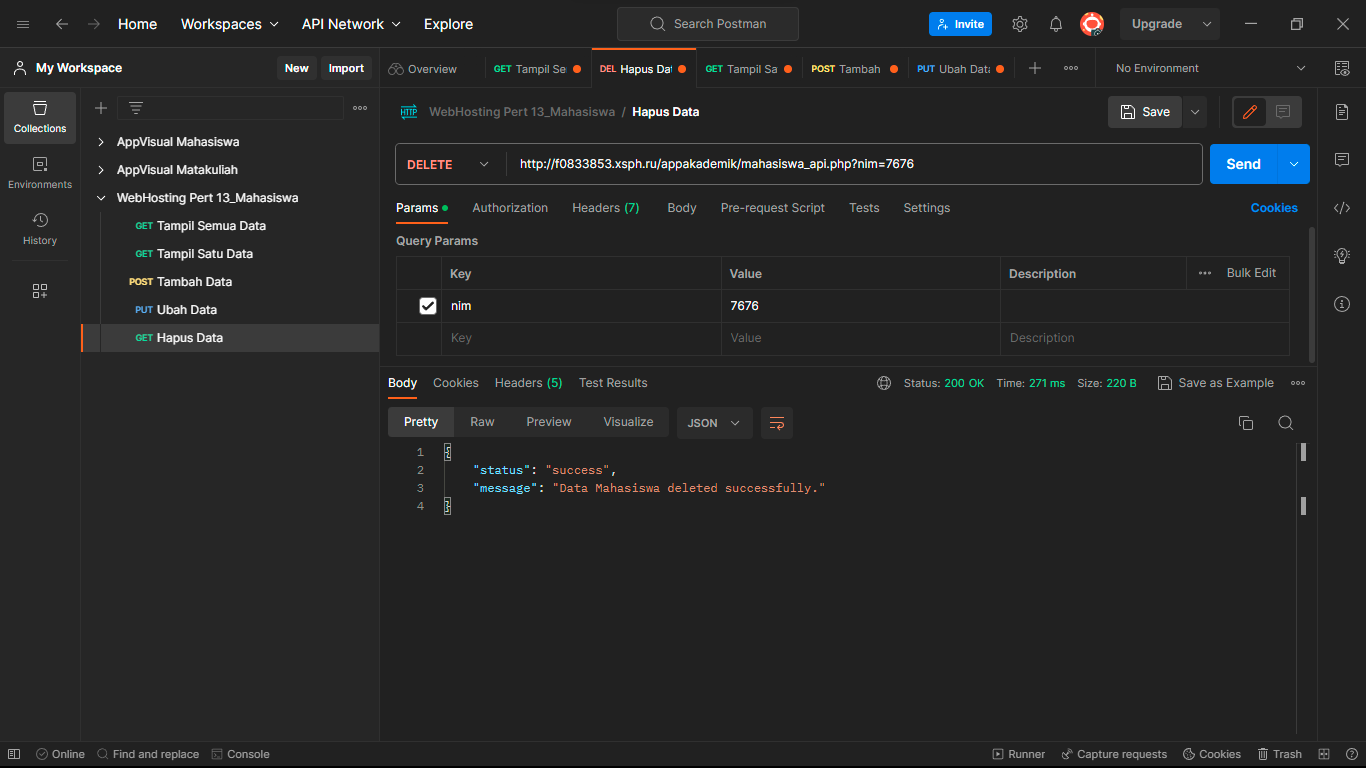 Home Workspaces API Network Explore Search Postman Invite Upgrade
My Workspace New Import Overview GET Tampil Se DEL Hapus Dat GET Tampil Sa POST Tambah PUT Ubah Data No Environment
Collections
Environments
History
AppVisual Mahasiswa
AppVisual Matakuliah
WebHosting Pert 13_Mahasiswa
GET Tampil Semua Data
GET Tampil Satu Data
POST Tambah Data
PUT Ubah Data
GET Hapus Data
HTTP WebHosting Pert 13_Mahasiswa / Hapus Data Save
DELETE http://f0833853.xsph.ru/appakademik/mahasiswa_api.php?nim=7676 Send
Params Authorization Headers (7) Body Pre-request Script Tests Settings Cookies
Query Params
Key Value Description Bulk Edit
nim 7676
Key Value Description
Body Cookies Headers (5) Test Results Status: 200 OK Time: 271 ms Size: 220 B Save as Example
Pretty Raw Preview Visualize JSON
1 {
2 "status": "success",
3 "message": "Data Mahasiswa deleted successfully."
4 }
Online Find and replace Console Runner Capture requests Cookies Trash